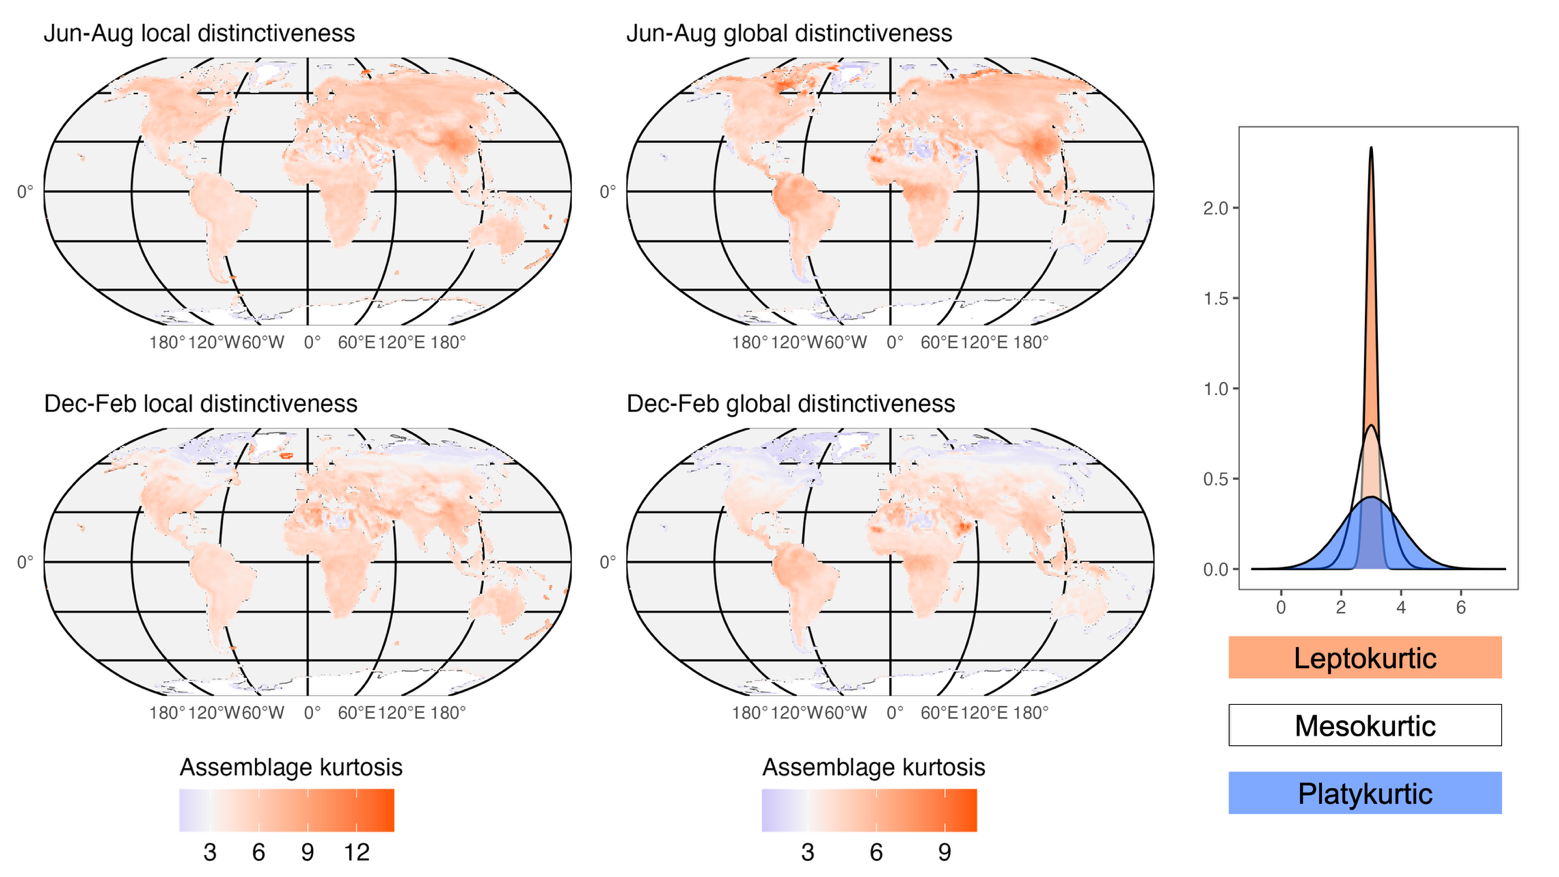 Jun-Aug local distinctiveness
0°
180° 120°W 60°W 0° 60°E 120°E 180°
Jun-Aug global distinctiveness
0°
180° 120°W 60°W 0° 60°E 120°E 180°
Dec-Feb local distinctiveness
0°
180° 120°W 60°W 0° 60°E 120°E 180°
Dec-Feb global distinctiveness
0°
180° 120°W 60°W 0° 60°E 120°E 180°
Assemblage kurtosis
3 6 9 12
Assemblage kurtosis
3 6 9
2.0
1.5
1.0
0.5
0.0
0 2 4 6
Leptokurtic
Mesokurtic
Platykurtic